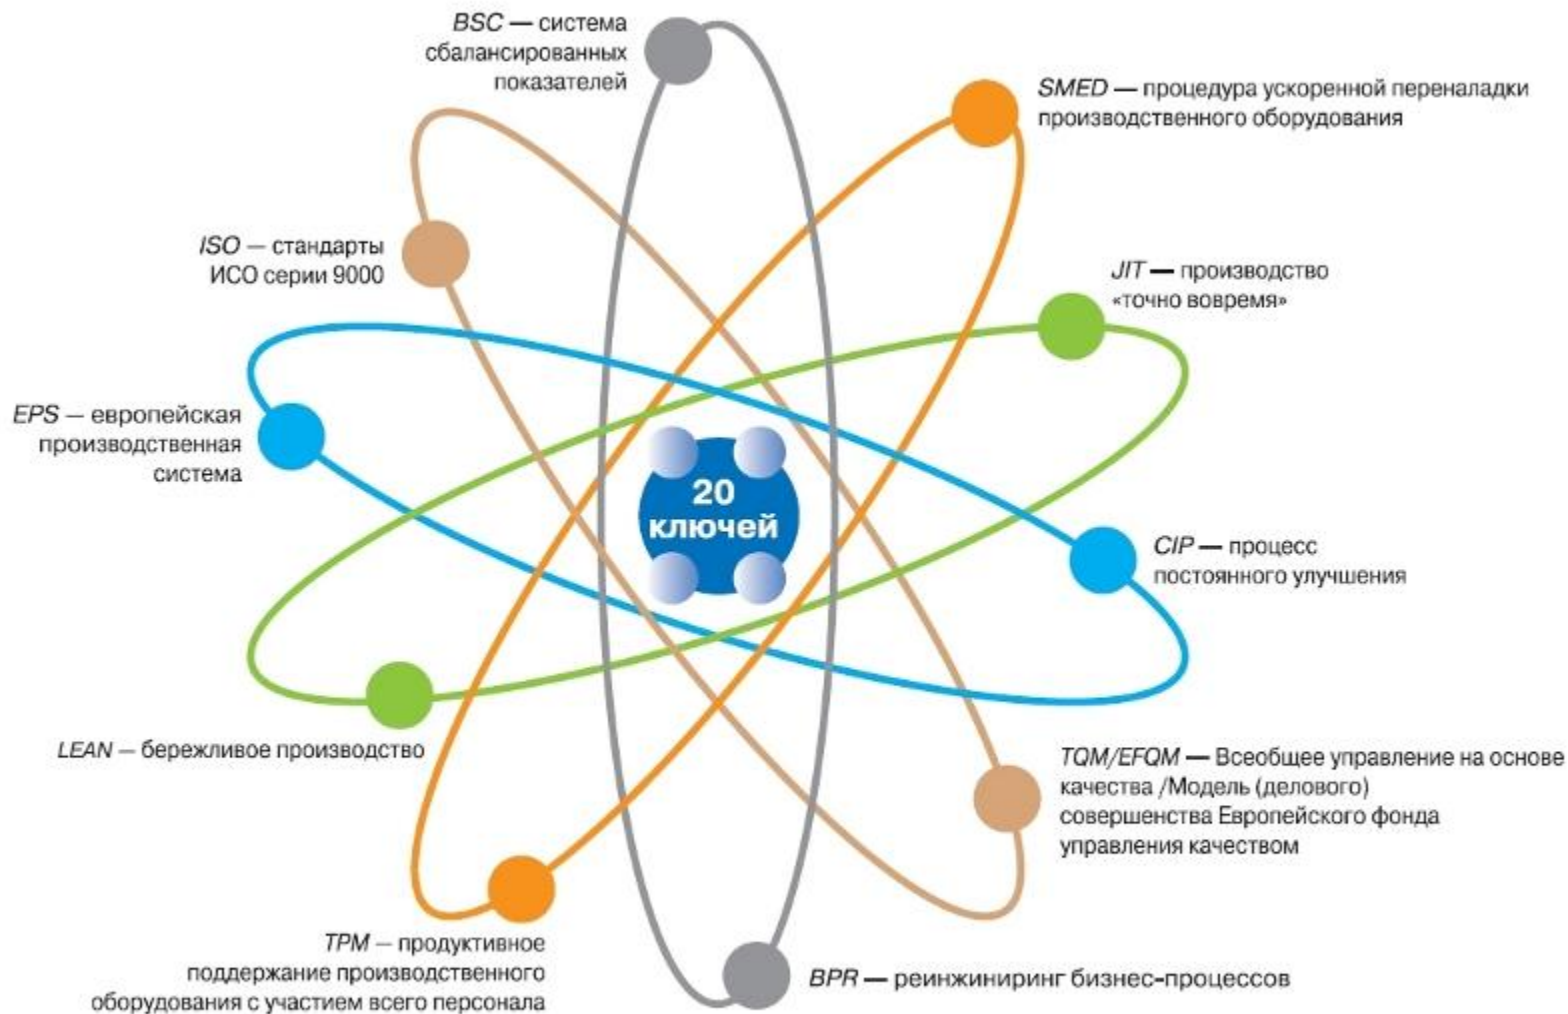 BSC — система
сбалансированных
показателей
SMED — процедура ускоренной переналадки
производственного оборудования
ISO — стандарты
ИСО серии 9000
JIT — производство
«точно вовремя»
EPS — европейская
производственная
система
20
ключей
CIP — процесс
постоянного улучшения
LEAN — бережливое производство
TQM/EFQM — Всеобщее управление на основе
качества /Модель (делового)
совершенства Европейского фонда
управления качеством
TPM — продуктивное
поддержание производственного
оборудования с участием всего персонала
BPR — реинжиниринг бизнес-процессов